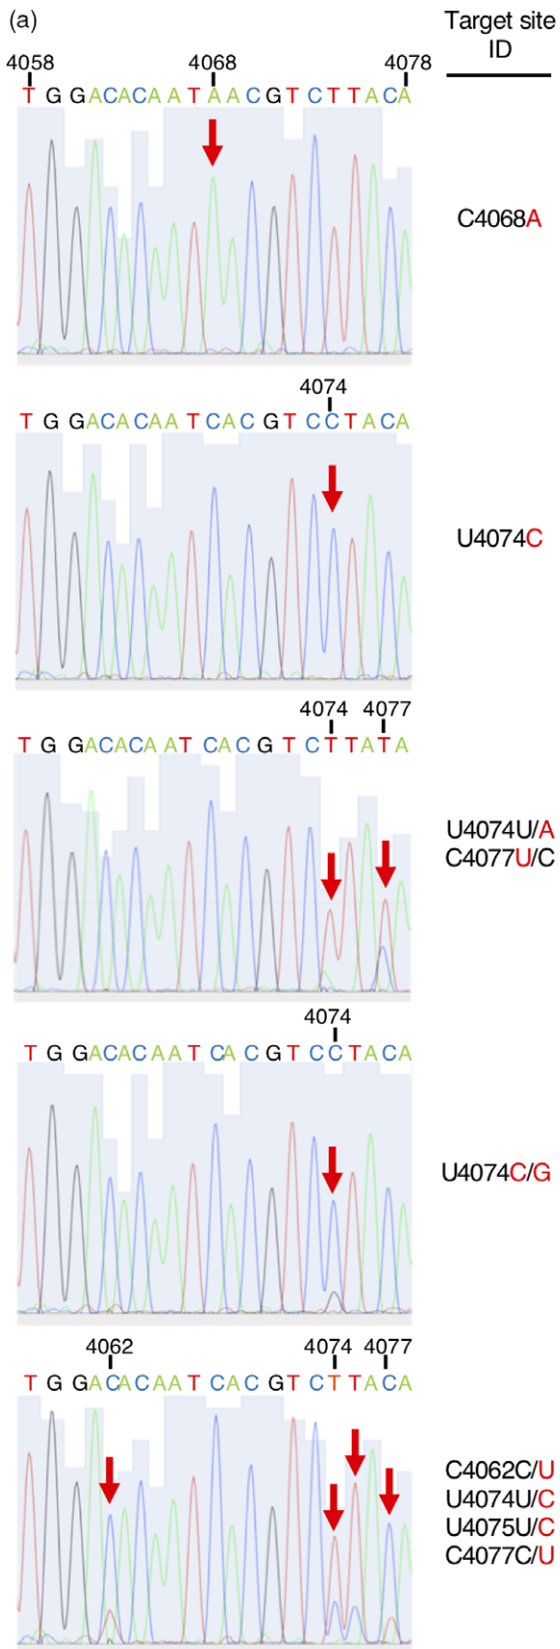 (a)
Target site
ID
4058 4068 4078
T G G A C A C A A T A A C G T C T T A C A
C4068A
4074
T G G A C A C A A T C A C G T C C T A C A
U4074C
4074 4077
T G G A C A C A A T C A C G T C T T A T A
U4074U/A
C4077U/C
4074
T G G A C A C A A T C A C G T C C T A C A
U4074C/G
4062 4074 4077
T G G A C A C A A T C A C G T C T T A C A
C4062C/U
U4074U/C
U4075U/C
C4077C/U